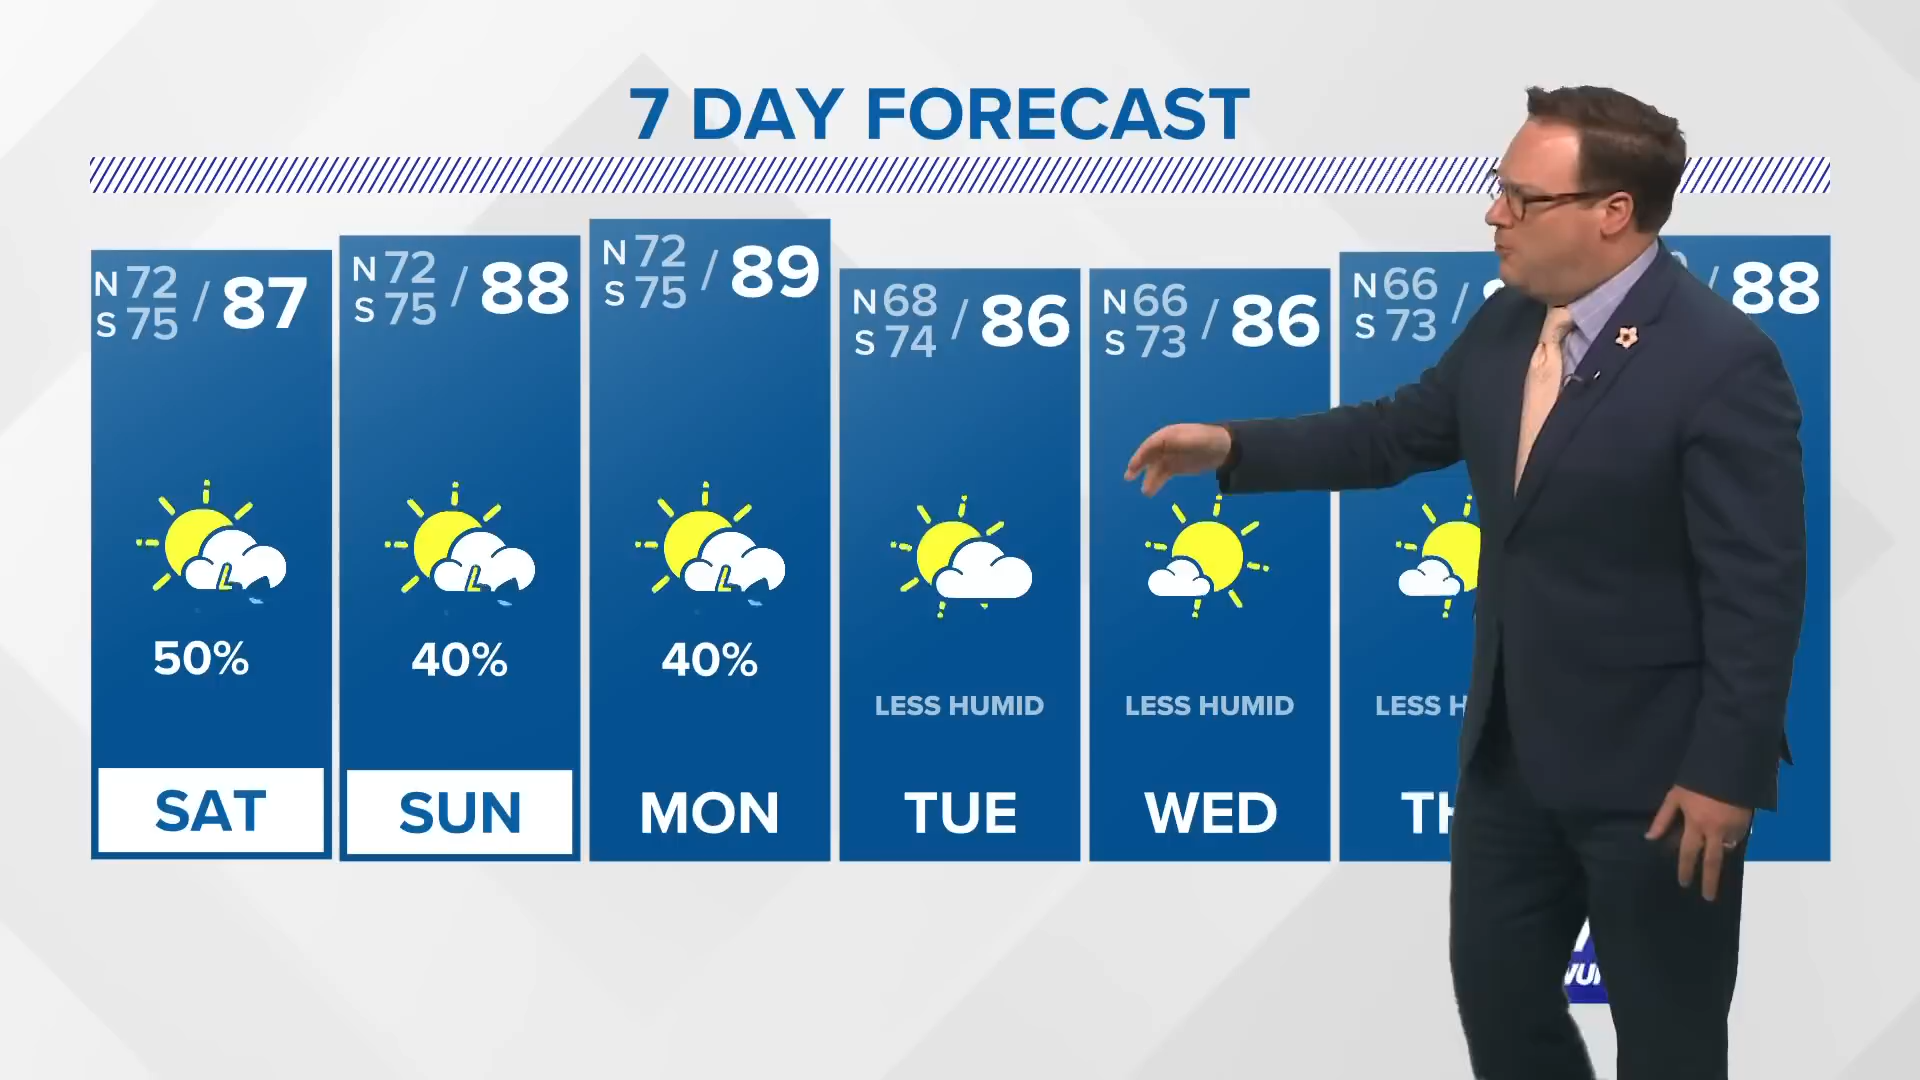 7 DAY FORECAST
N 72 / 87
S 75
N 72 / 88
S 75
N 72 / 89
S 75
N 68 / 86
S 74
N 66 / 86
S 73
N 66 /
S 73
/ 88
50%
40%
40%
LESS HUMID
LESS HUMID
LESS H
SAT
SUN
MON
TUE
WED
TH